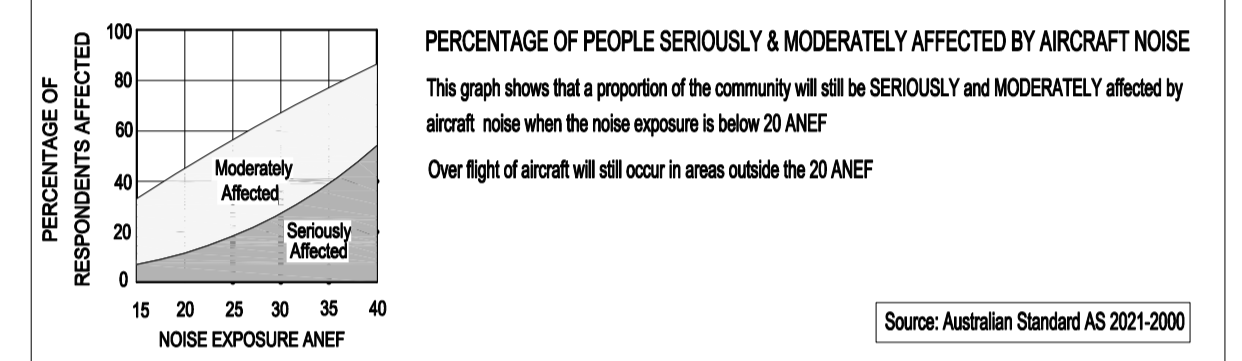 PERCENTAGE OF
RESPONDENTS AFFECTED
100
80
60
40
20
0
Moderately
Affected
Seriously
Affected
15 20 25 30 35 40
NOISE EXPOSURE ANEF
PERCENTAGE OF PEOPLE SERIOUSLY & MODERATELY AFFECTED BY AIRCRAFT NOISE
This graph shows that a proportion of the community will still be SERIOUSLY and MODERATELY affected by
aircraft noise when the noise exposure is below 20 ANEF
Over flight of aircraft will still occur in areas outside the 20 ANEF
Source: Australian Standard AS 2021-2000